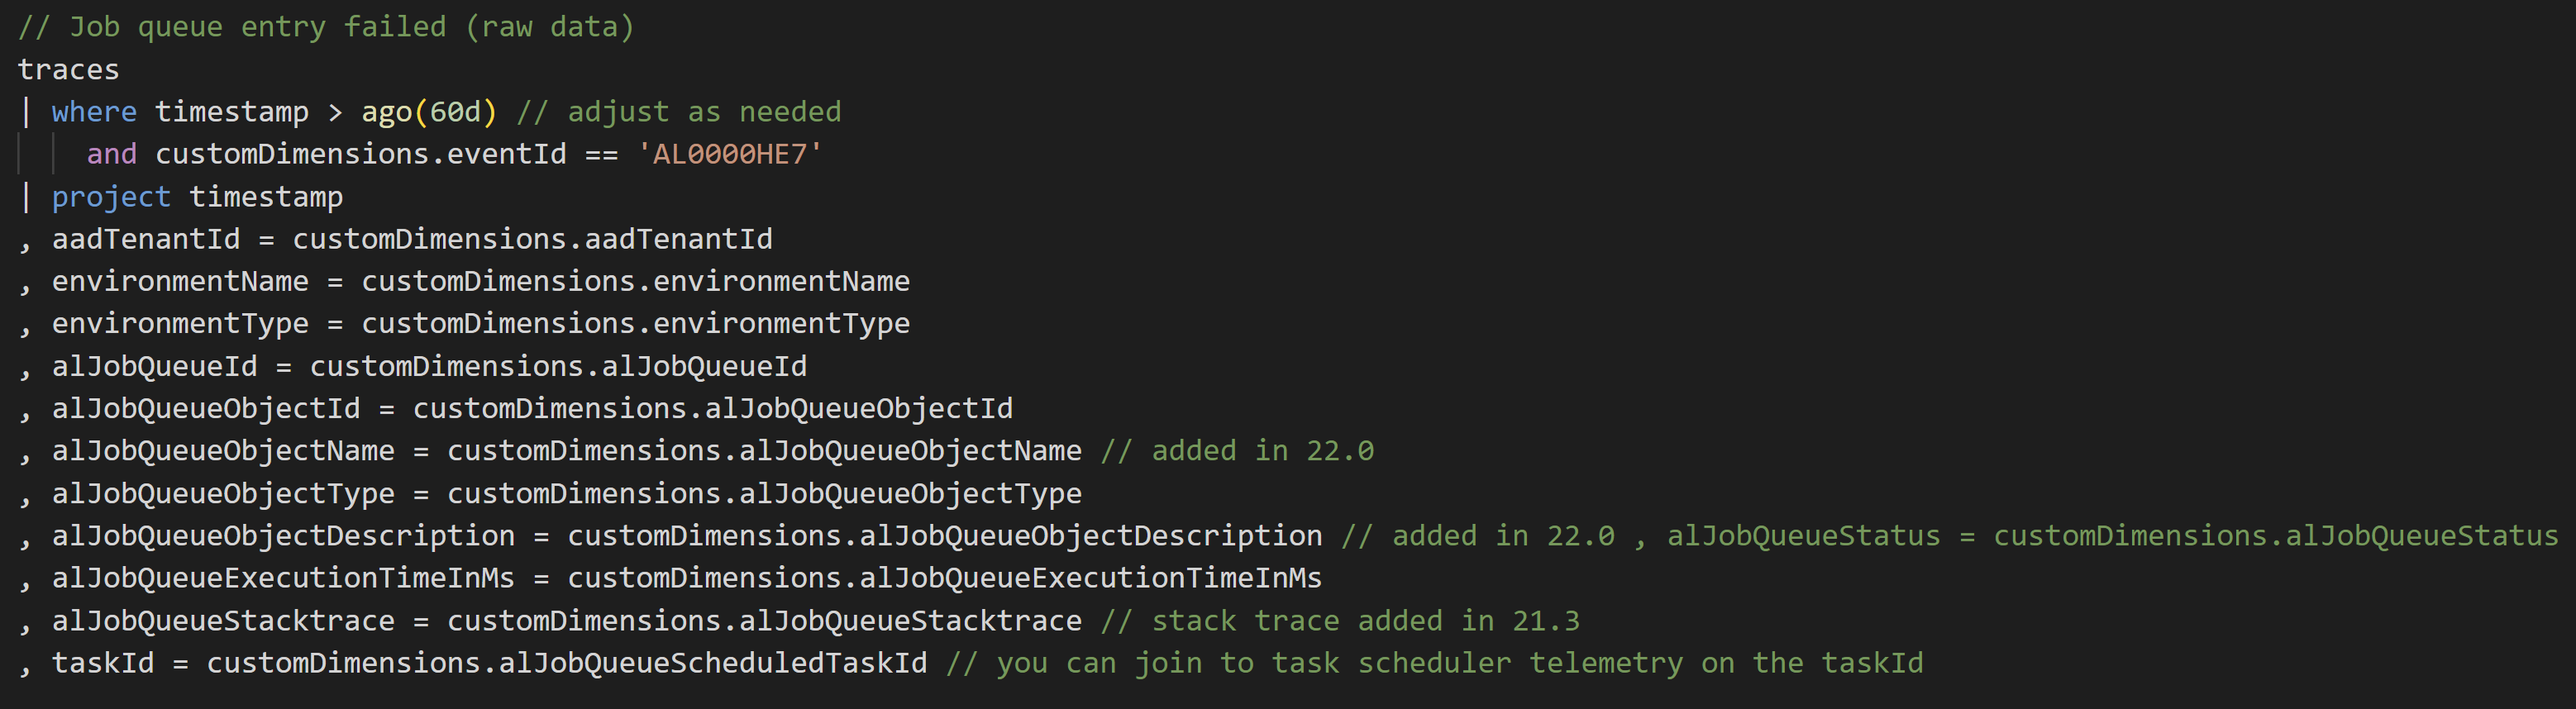 // Job queue entry failed (raw data)
traces
| where timestamp > ago(60d) // adjust as needed
and customDimensions.eventId == 'AL0000HE7'
| project timestamp
, aadTenantId = customDimensions.aadTenantId
, environmentName = customDimensions.environmentName
, environmentType = customDimensions.environmentType
, alJobQueueId = customDimensions.alJobQueueId
, alJobQueueObjectId = customDimensions.alJobQueueObjectId
, alJobQueueObjectName = customDimensions.alJobQueueObjectName // added in 22.0
, alJobQueueObjectType = customDimensions.alJobQueueObjectType
, alJobQueueObjectDescription = customDimensions.alJobQueueObjectDescription // added in 22.0 , alJobQueueStatus = customDimensions.alJobQueueStatus
, alJobQueueExecutionTimeInMs = customDimensions.alJobQueueExecutionTimeInMs
, alJobQueueStacktrace = customDimensions.alJobQueueStacktrace // stack trace added in 21.3
, taskId = customDimensions.alJobQueueScheduledTaskId // you can join to task scheduler telemetry on the taskId